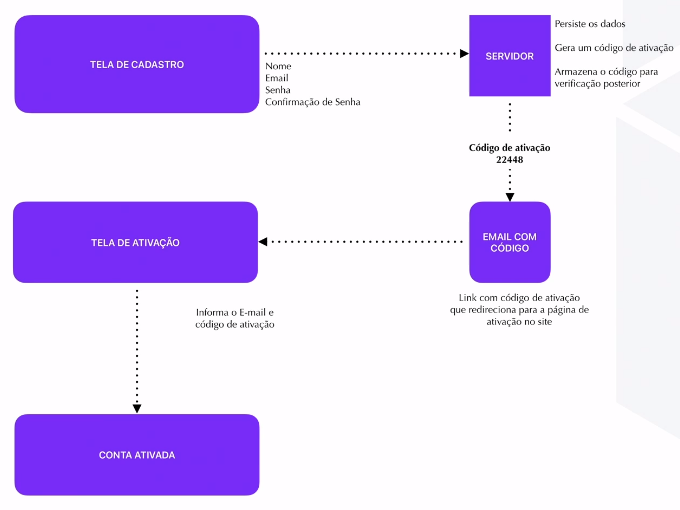 TELA DE CADASTRO
Nome
Email
Senha
Confirmação de Senha
SERVIDOR
Persiste os dados
Gera um código de ativação
Armazena o código para
verificação posterior
Código de ativação
22448
EMAIL COM
CÓDIGO
Link com código de ativação
que redireciona para a página de
ativação no site
TELA DE ATIVAÇÃO
Informa o E-mail e
código de ativação
CONTA ATIVADA